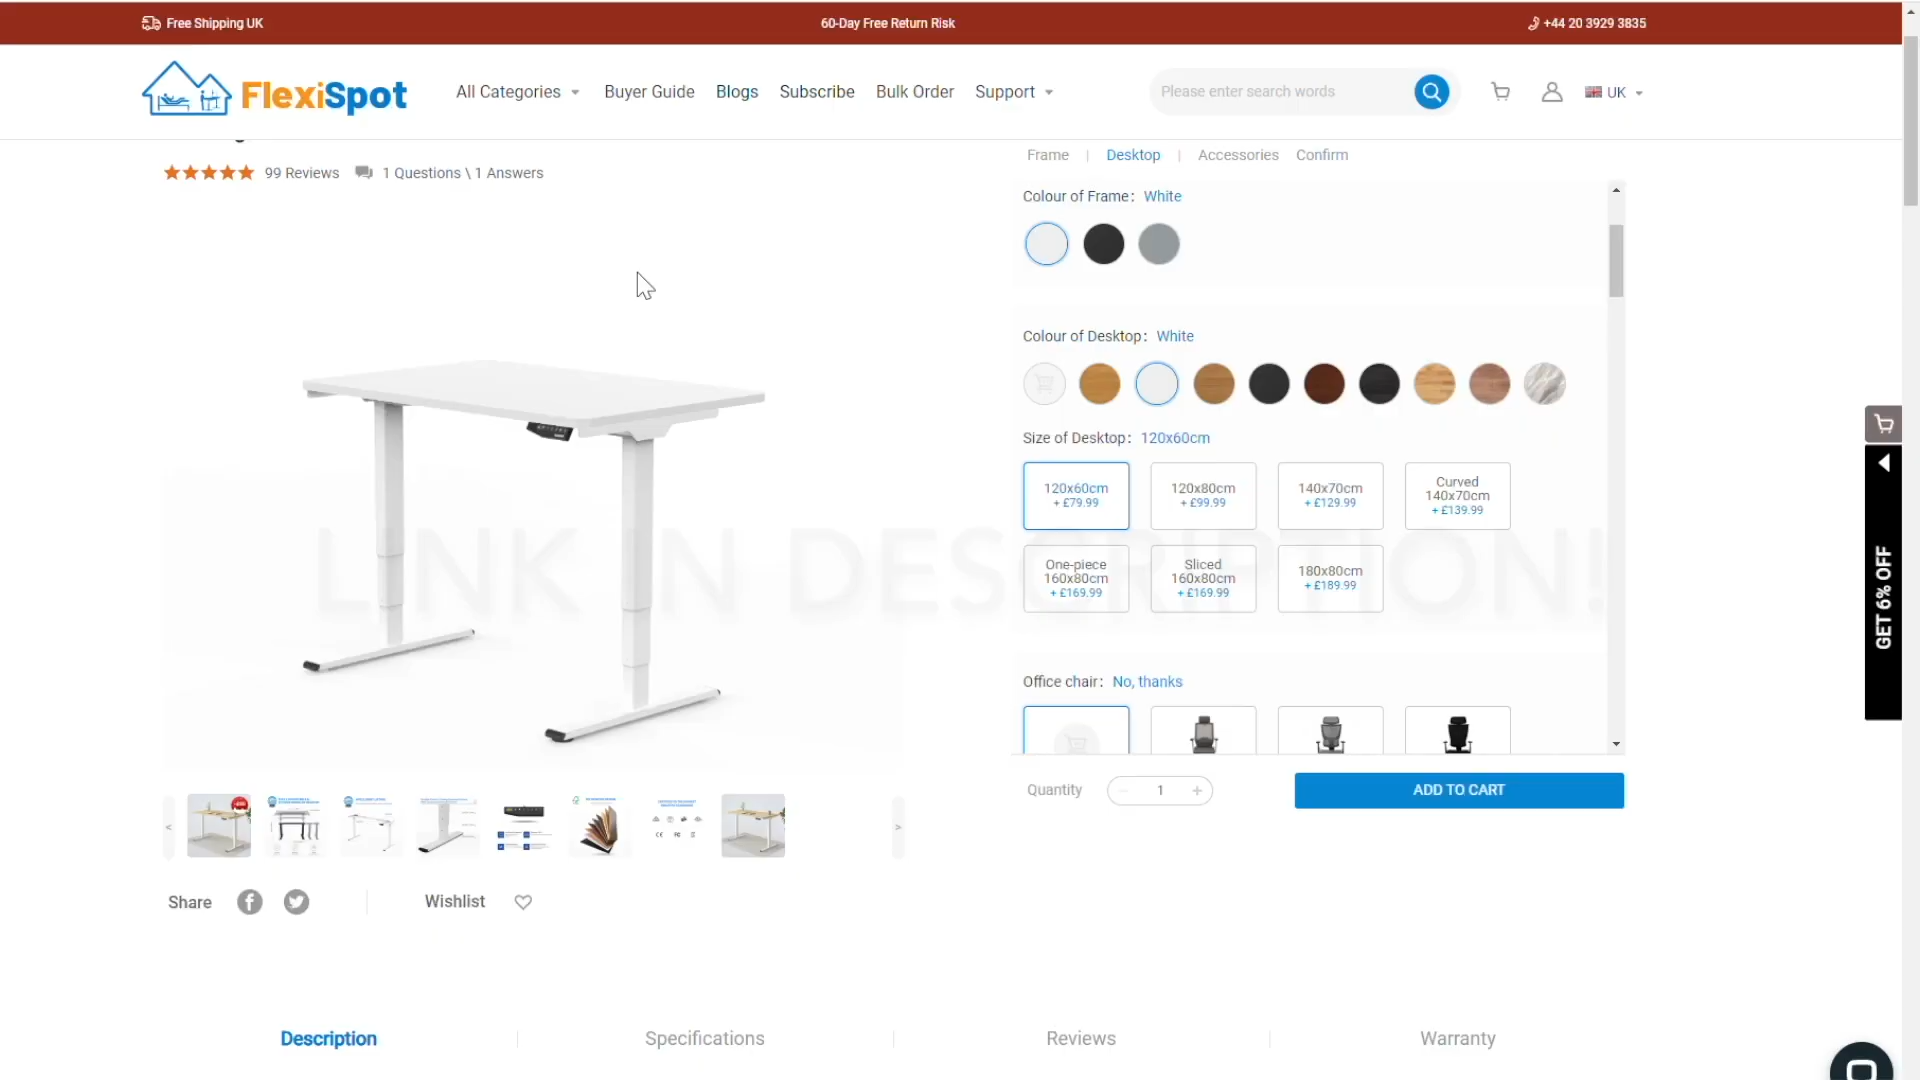 Free Shipping UK
60-Day Free Return Risk
+44 20 3929 3835
FlexiSpot
All Categories
Buyer Guide
Blogs
Subscribe
Bulk Order
Support
Please enter search words
UK
99 Reviews
1 Questions \ 1 Answers
Frame | Desktop | Accessories Confirm
Colour of Frame: White
Colour of Desktop: White
Size of Desktop: 120x60cm
120x60cm
+ £79.99
120x80cm
+ £99.99
140x70cm
+ £129.99
Curved
140x70cm
+ £139.99
One-piece
160x80cm
+ £169.99
Sliced
160x80cm
+ £169.99
180x80cm
+ £189.99
LINK IN DESCRIPTION!
Office chair: No, thanks
GET 6% OFF
Quantity
1
ADD TO CART
Share
Wishlist
Description
Specifications
Reviews
Warranty